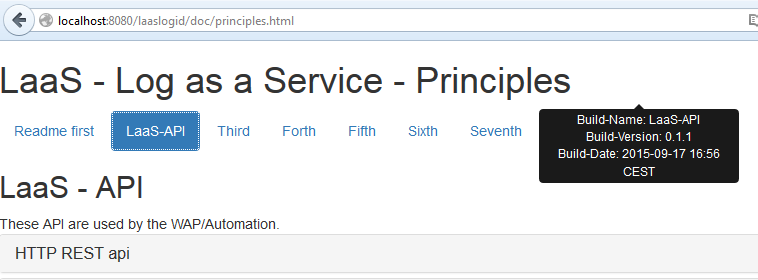 localhost:8080/laaslogid/doc/principles.html
LaaS - Log as a Service - Principles
Readme first LaaS-API Third Forth Fifth Sixth Seventh
Build-Name: LaaS-API
Build-Version: 0.1.1
Build-Date: 2015-09-17 16:56
CEST
LaaS - API
These API are used by the WAP/Automation.
HTTP REST api